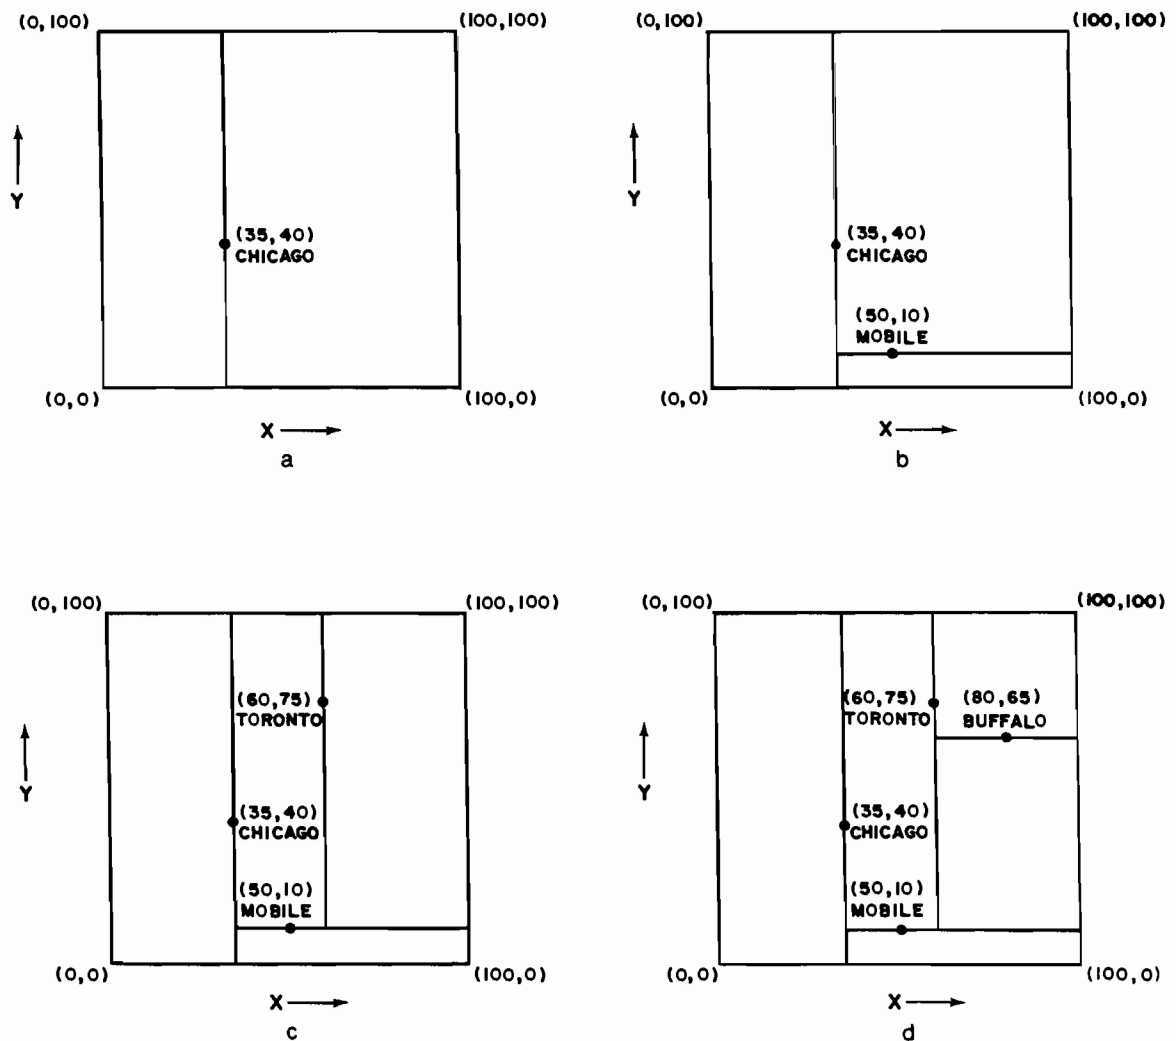 (0,100)
(100,100)
Y
(35,40)
CHICAGO
(0,0)
(100,0)
X
a
(0,100)
(100,100)
Y
(35,40)
CHICAGO
(50,10)
MOBILE
(0,0)
(100,0)
X
b
(0,100)
(100,100)
(60,75)
TORONTO
Y
(35,40)
CHICAGO
(50,10)
MOBILE
(0,0)
(100,0)
X
c
(0,100)
(100,100)
(60,75)
TORONTO
(80,65)
BUFFALO
Y
(35,40)
CHICAGO
(50,10)
MOBILE
(0,0)
(100,0)
X
d